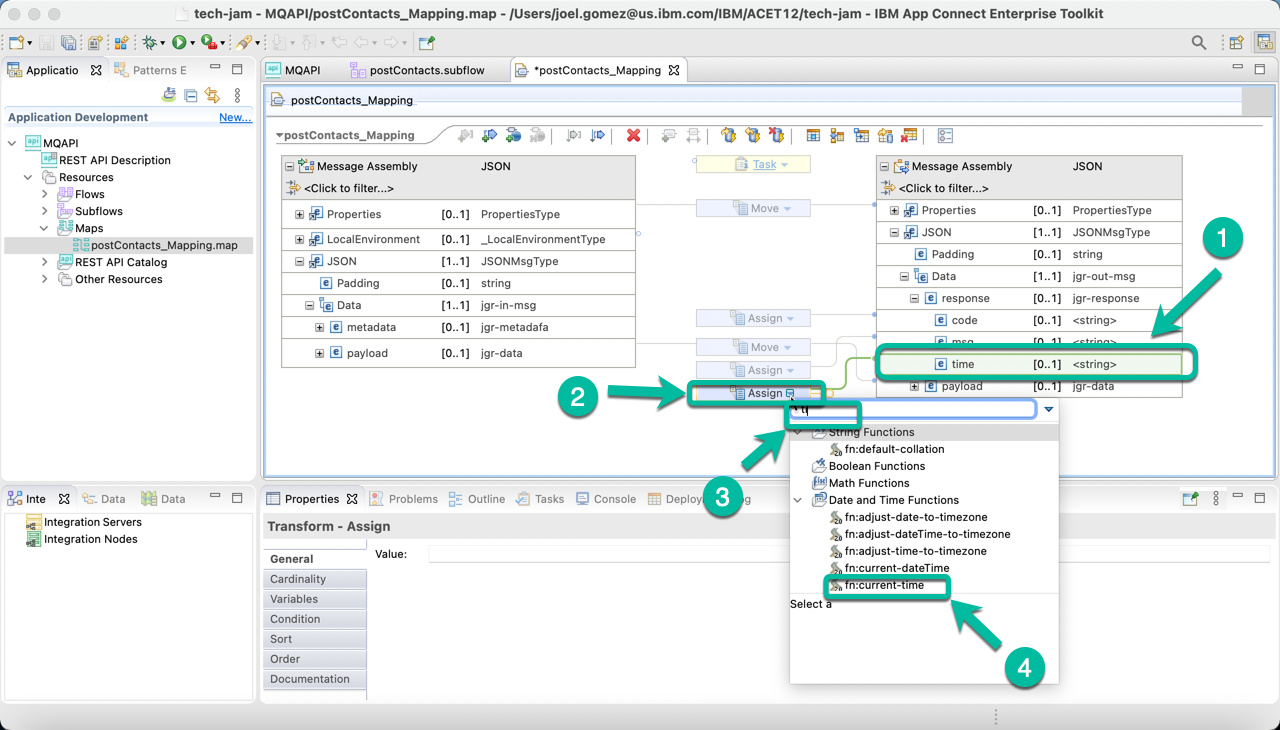 tech-jam - MQAPI/postContacts_Mapping.map - /Users/joel.gomez@us.ibm.com/IBM/ACET12/tech-jam - IBM App Connect Enterprise Toolkit
Applicatio
Patterns E
Application Development
New...
MQAPI
REST API Description
Resources
Flows
Subflows
Maps
postContacts_Mapping.map
REST API Catalog
Other Resources
MQAPI
postContacts.subflow
*postContacts_Mapping
postContacts_Mapping
postContacts_Mapping
Message Assembly JSON
<Click to filter...>
Properties [0..1] PropertiesType
LocalEnvironment [0..1] _LocalEnvironmentType
JSON [0..1] JSONMsgType
Padding [0..1] string
Data [1..1] jgr-in-msg
metadata [0..1] jgr-metadafa
payload [0..1] jgr-data
Task
Move
Assign
Move
Assign
Assign
Message Assembly JSON
<Click to filter...>
Properties [0..1] PropertiesType
JSON [0..1] JSONMsgType
Padding [0..1] string
Data [1..1] jgr-out-msg
response [0..1] jgr-response
code [0..1] <string>
msg [0..1] <string>
time [0..1] <string>
payload [0..1] jgr-data
1
2
3
4
String Functions
fn:default-collation
Boolean Functions
Math Functions
Date and Time Functions
fn:adjust-date-to-timezone
fn:adjust-dateTime-to-timezone
fn:adjust-time-to-timezone
fn:current-dateTime
fn:current-time
Select a
Inte
Data
Data
Integration Servers
Integration Nodes
Properties
Problems
Outline
Tasks
Console
Transform - Assign
General
Cardinality
Variables
Condition
Sort
Order
Documentation
Value: